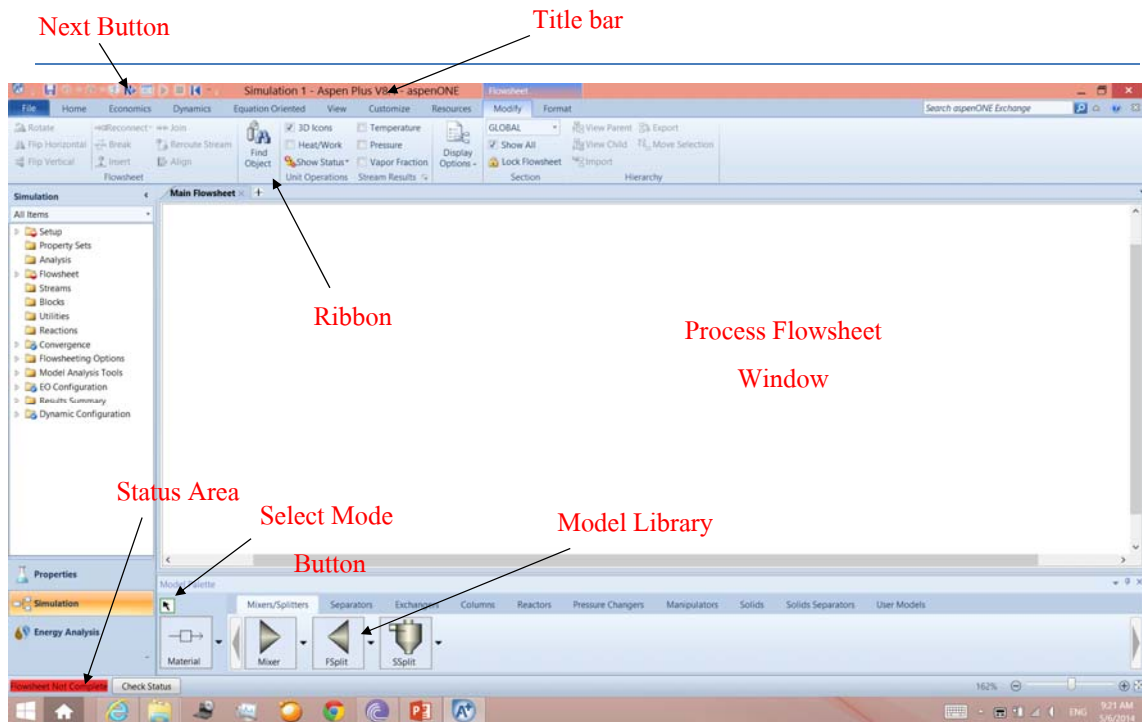 Next Button
Title bar
Simulation 1 - Aspen Plus V8 - aspenONE
Flowsheet
File Home Economics Dynamics Equation Oriented View Customize Resources Modify Format
Search aspenONE Exchange
Rotate Reconnect Join
Flip Horizontal Break Reroute Stream
Flip Vertical Insert Align
Flowsheet
Find Object
3D Icons Temperature
Heat/Work Pressure
Show Status Vapor Fraction
Unit Operations Stream Results
Display Options
GLOBAL View Parent Export
Show All View Child Move Selection
Lock Flowsheet Import
Section Hierarchy
Simulation
Main Flowsheet +
All Items
Setup
Property Sets
Analysis
Flowsheet
Streams
Blocks
Utilities
Reactions
Convergence
Flowsheeting Options
Model Analysis Tools
EO Configuration
Results Summary
Dynamic Configuration
Ribbon
Process Flowsheet
Window
Status Area
Select Mode
Button
Model Library
Properties
Simulation
Energy Analysis
Model Palette
Mixers/Splitters Separators Exchangers Columns Reactors Pressure Changers Manipulators Solids Solids Separators User Models
Material Mixer FSplit SSplit
Flowsheet Not Complete Check Status
162%
ENG
9:21 AM
5/6/2014